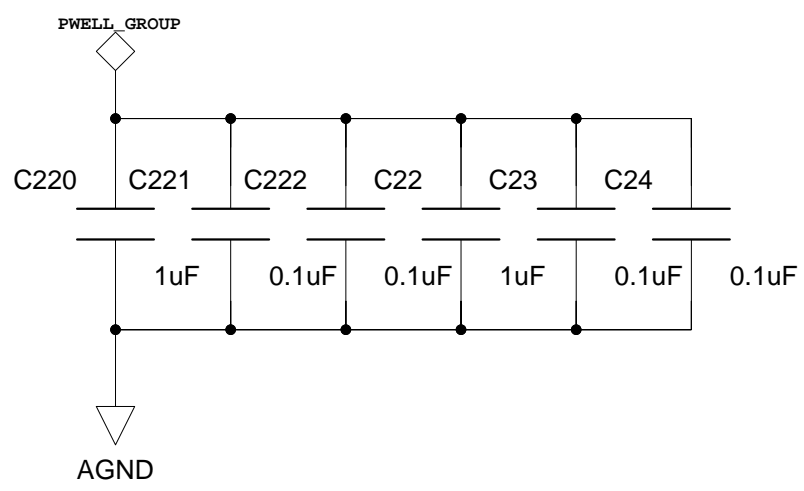 PWELL_GROUP
C220 C221 C222 C22 C23 C24
1uF 0.1uF 0.1uF 1uF 0.1uF 0.1uF
AGND